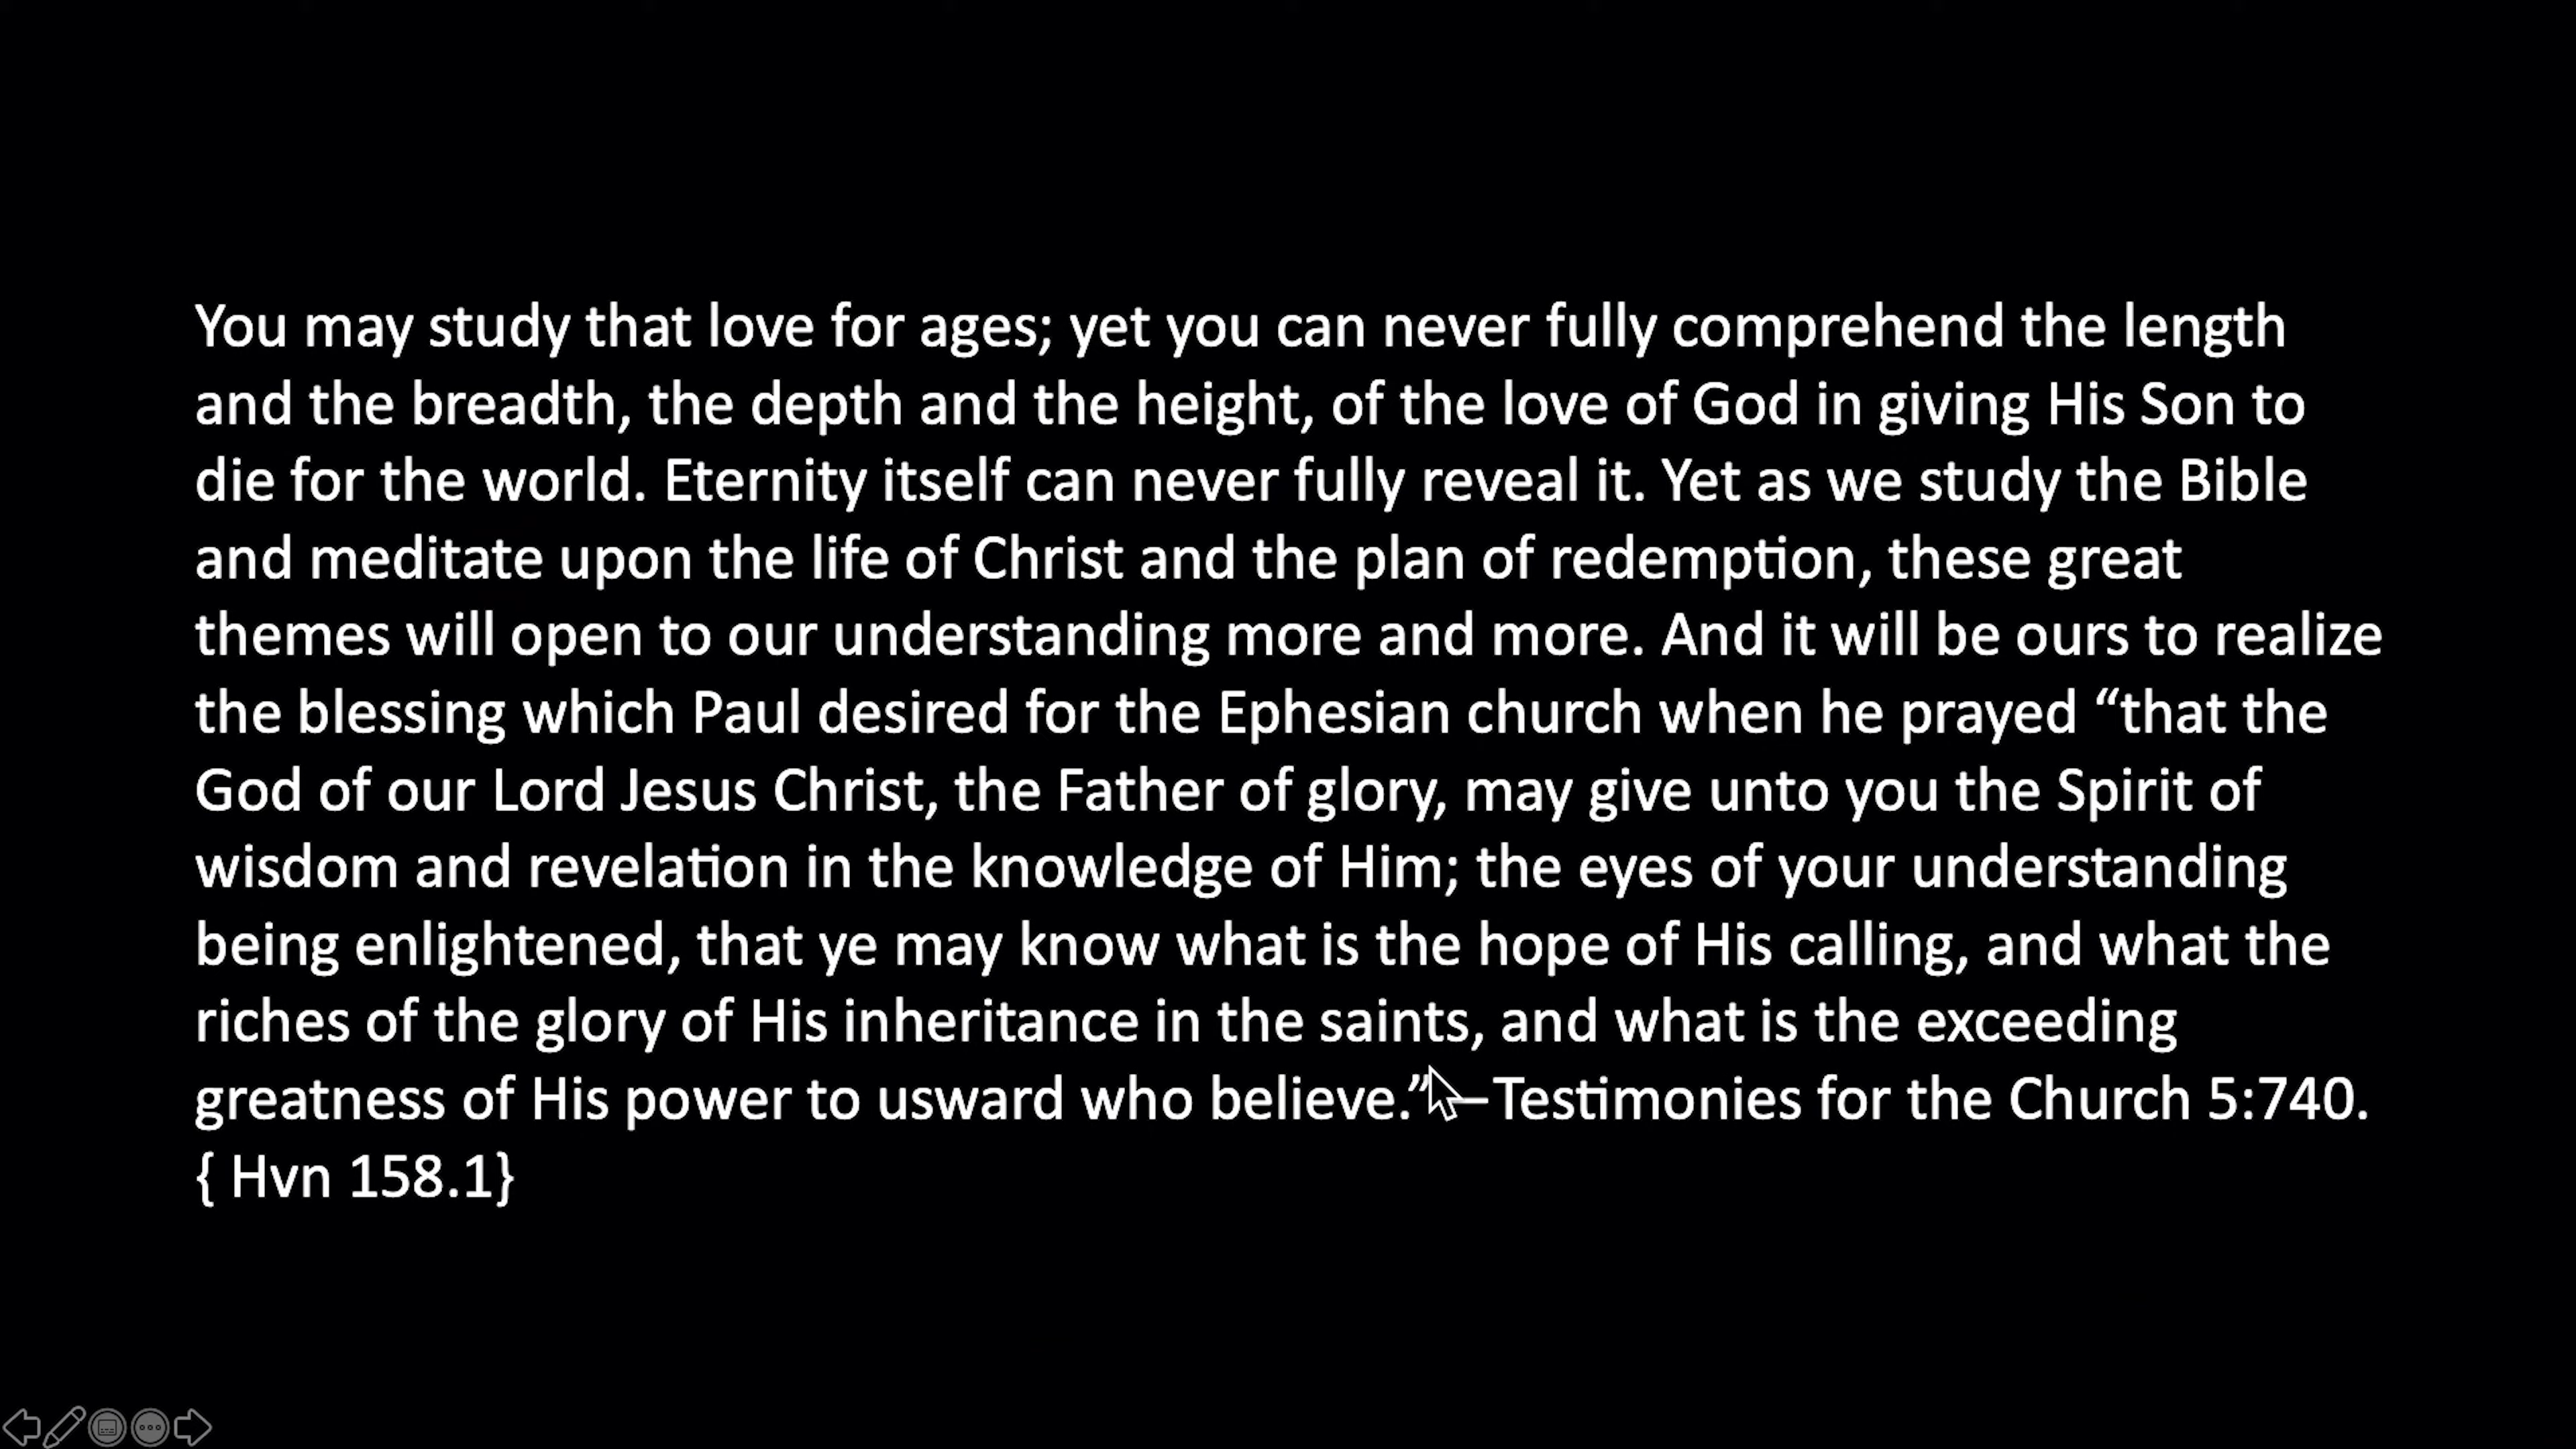 You may study that love for ages; yet you can never fully comprehend the length
and the breadth, the depth and the height, of the love of God in giving His Son to
die for the world. Eternity itself can never fully reveal it. Yet as we study the Bible
and meditate upon the life of Christ and the plan of redemption, these great
themes will open to our understanding more and more. And it will be ours to realize
the blessing which Paul desired for the Ephesian church when he prayed “that the
God of our Lord Jesus Christ, the Father of glory, may give unto you the Spirit of
wisdom and revelation in the knowledge of Him; the eyes of your understanding
being enlightened, that ye may know what is the hope of His calling, and what the
riches of the glory of His inheritance in the saints, and what is the exceeding
greatness of His power to usward who believe.”—Testimonies for the Church 5:740.
{ Hvn 158.1}